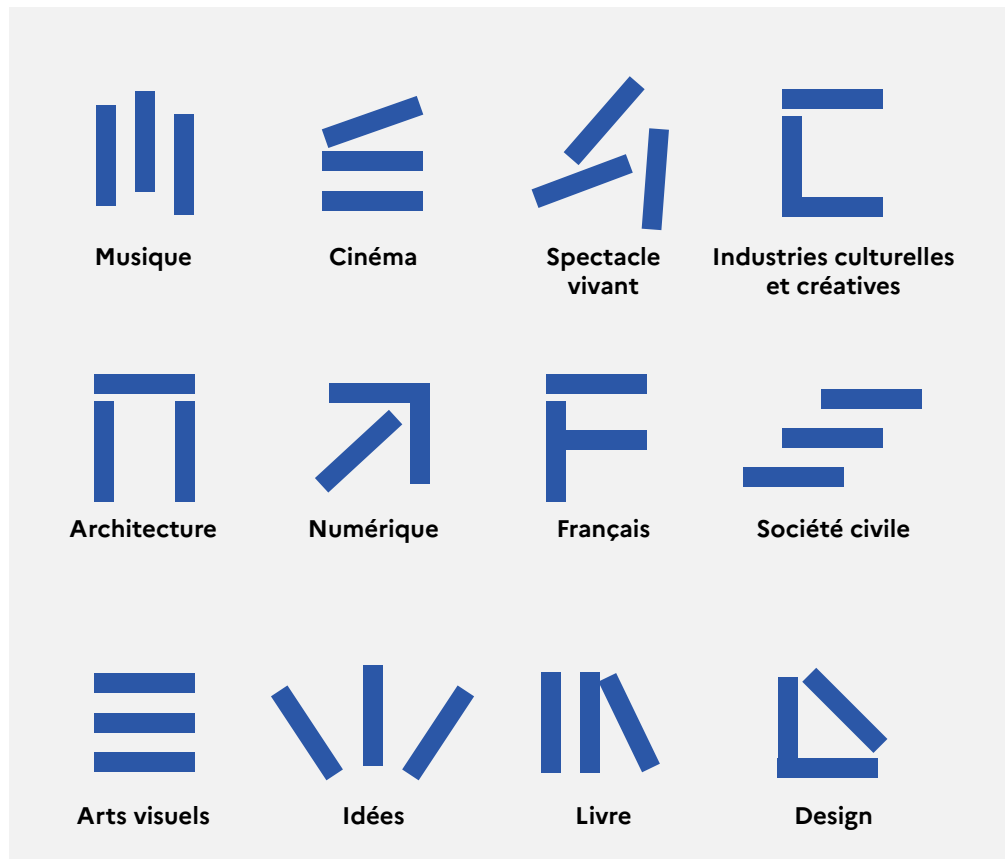 Musique
Cinéma
Spectacle
vivant
Industries culturelles
et créatives
Architecture
Numérique
Français
Société civile
Arts visuels
Idées
Livre
Design